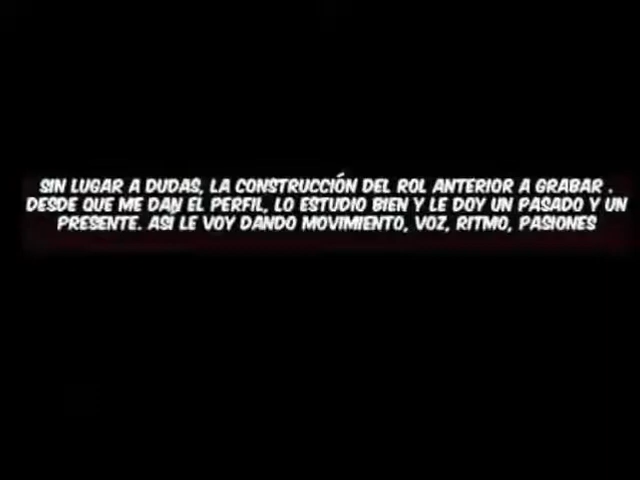 SIN LUGAR A DUDAS, LA CONSTRUCCIÓN DEL ROL ANTERIOR A GRABAR .
DESDE QUE ME DAN EL PERFIL, LO ESTUDIO BIEN Y LE DOY UN PASADO Y UN
PRESENTE. ASÍ LE VOY DANDO MOVIMIENTO, VOZ, RITMO, PASIONES